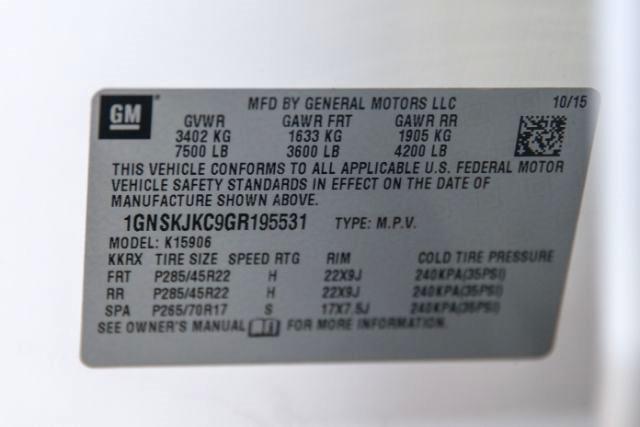 GM
MFD BY GENERAL MOTORS LLC 10/15
GVWR GAWR FRT GAWR RR
3402 KG 1633 KG 1905 KG
7500 LB 3600 LB 4200 LB
THIS VEHICLE CONFORMS TO ALL APPLICABLE U.S. FEDERAL MOTOR
VEHICLE SAFETY STANDARDS IN EFFECT ON THE DATE OF
MANUFACTURE SHOWN ABOVE.
1GNSKJKC9GR195531 TYPE: M.P.V.
MODEL: K15906
KKRX TIRE SIZE SPEED RTG RIM COLD TIRE PRESSURE
FRT P285/45R22 H 22X9J 240KPA(35PSI)
RR P285/45R22 H 22X9J 240KPA(35PSI)
SPA P265/70R17 S 17X7.5J 240KPA(35PSI)
SEE OWNER'S MANUAL FOR MORE INFORMATION.